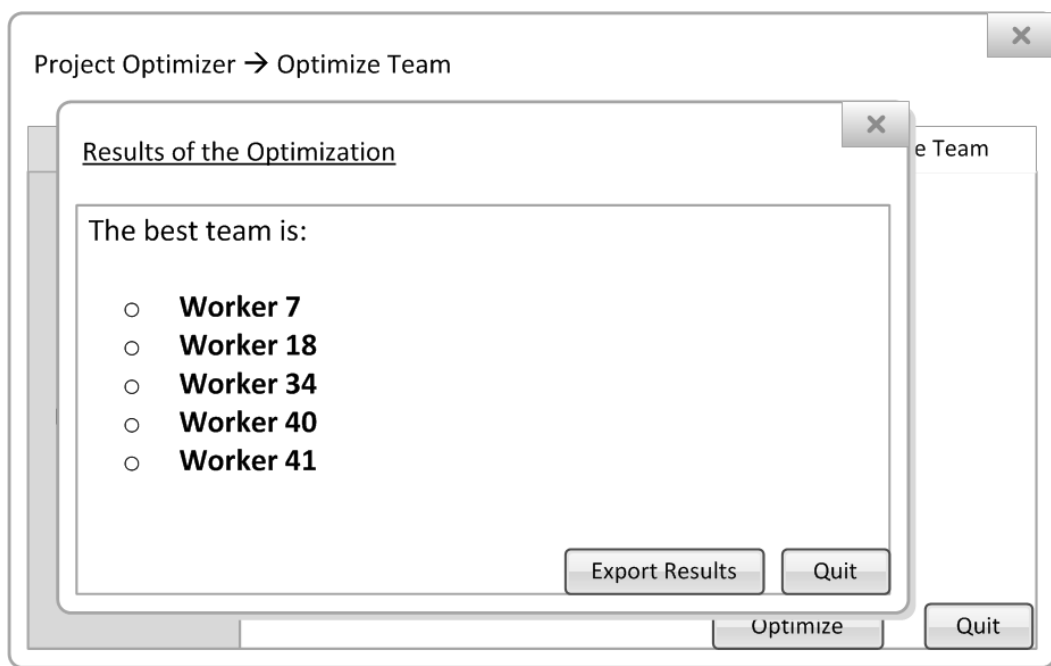 Project Optimizer → Optimize Team
e Team
Results of the Optimization
The best team is:
○ Worker 7
○ Worker 18
○ Worker 34
○ Worker 40
○ Worker 41
Export Results
Quit
Optimize
Quit